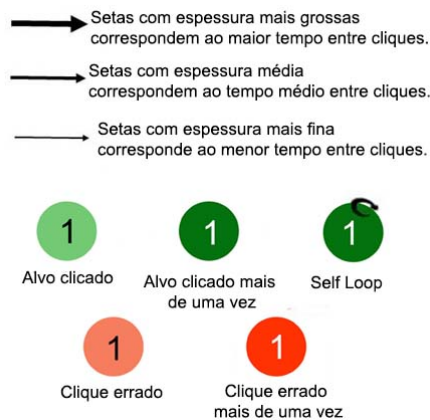 Setas com espessura mais grossas
correspondem ao maior tempo entre cliques.
Setas com espessura média
correspondem ao tempo médio entre cliques.
Setas com espessura mais fina
corresponde ao menor tempo entre cliques.
1
1
1
Alvo clicado
Alvo clicado mais
de uma vez
Self Loop
1
1
Clique errado
Clique errado
mais de uma vez